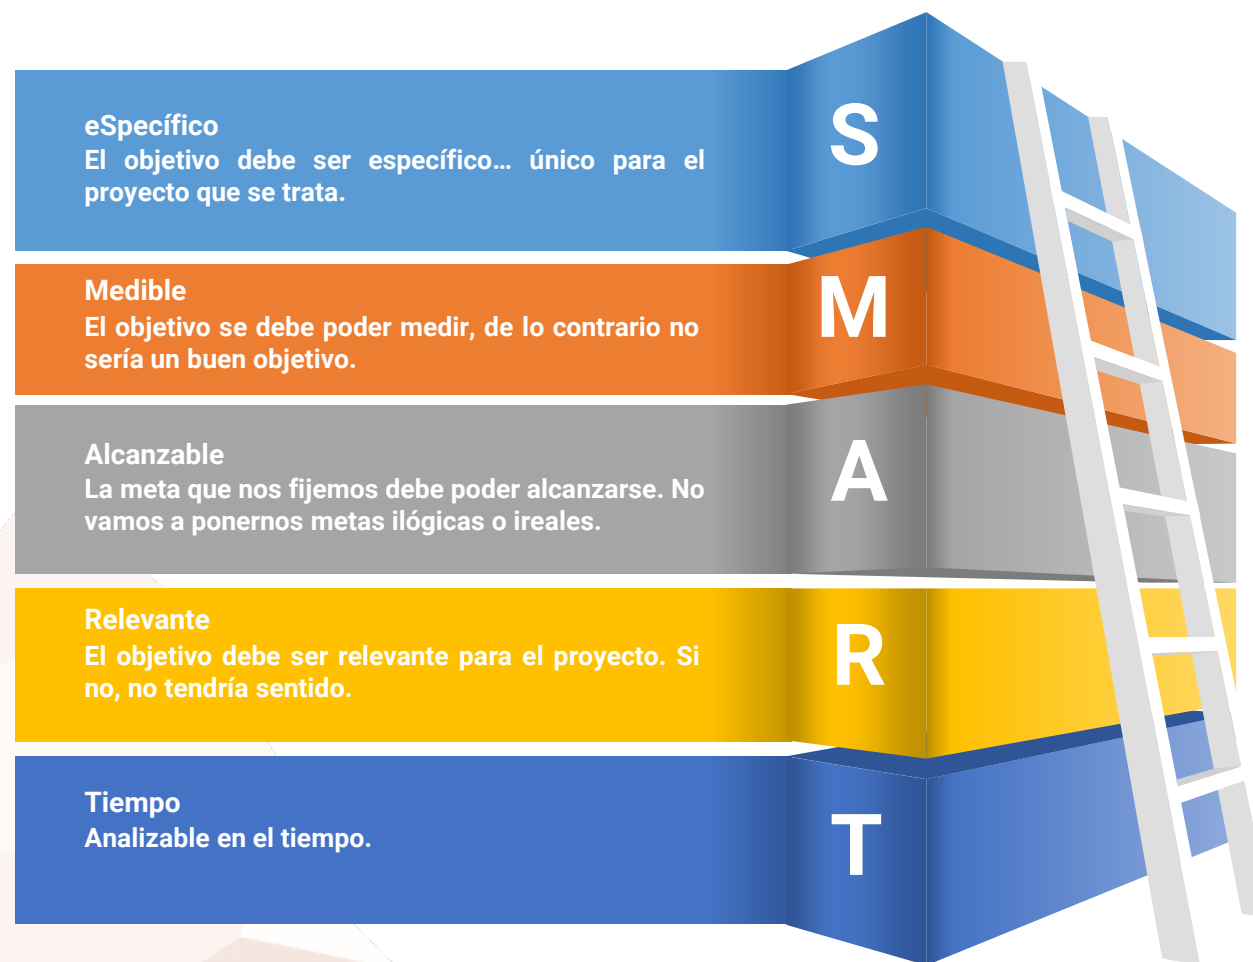 eSpecífico
El objetivo debe ser específico... único para el
proyecto que se trata.
S
Medible
El objetivo se debe poder medir, de lo contrario no
sería un buen objetivo.
M
Alcanzable
La meta que nos fijemos debe poder alcanzarse. No
vamos a ponernos metas ilógicas o ireales.
A
Relevante
El objetivo debe ser relevante para el proyecto. Si
no, no tendría sentido.
R
Tiempo
Analizable en el tiempo.
T